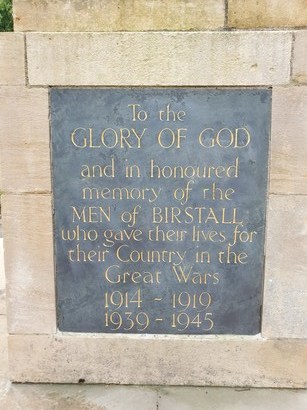 To the
GLORY OF GOD
and in honoured
memory of the
MEN of BIRSTALL
who gave their lives for
their Country in the
Great Wars
1914 - 1919
1939 - 1945